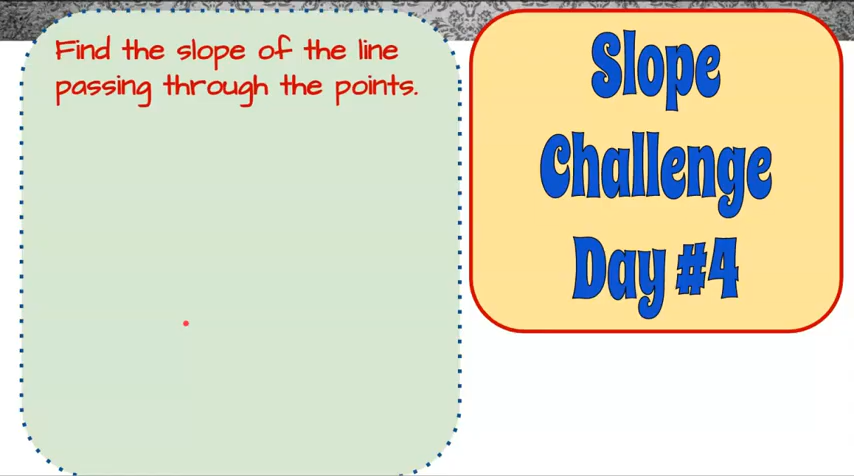 Find the slope of the line
passing through the points.
Slope
Challenge
Day #4